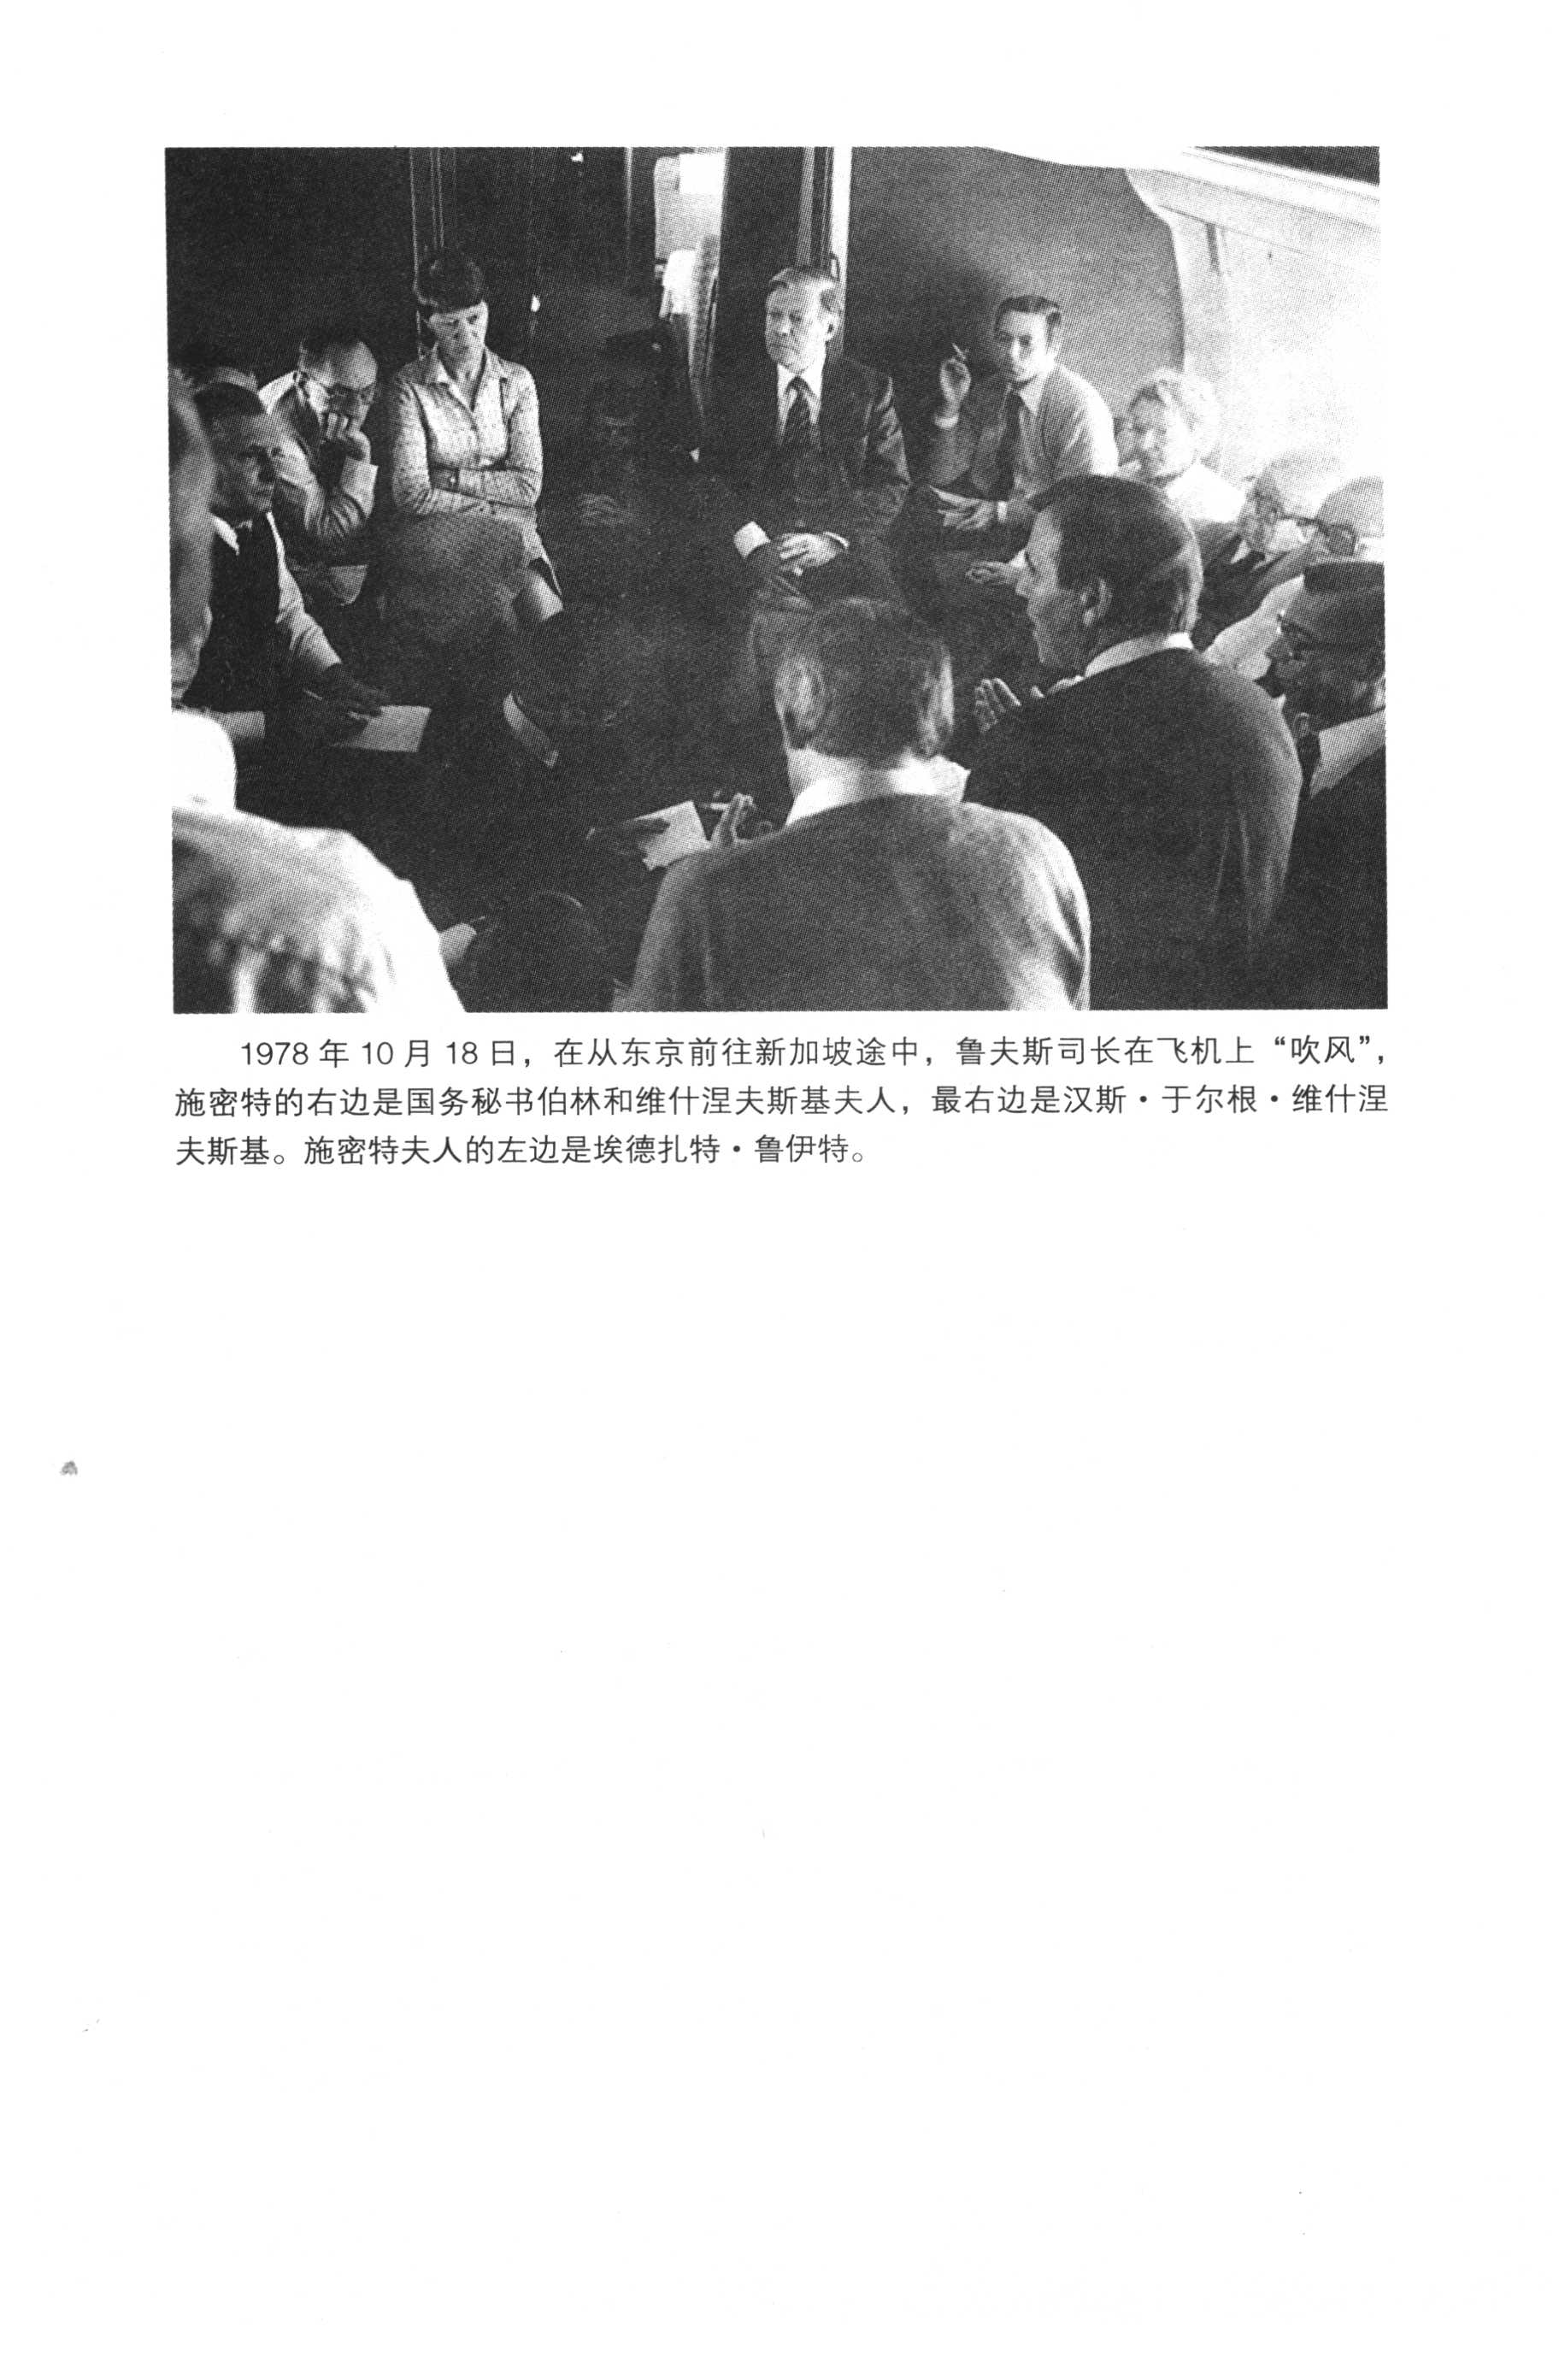 1978 年 10 月 18 日，在从东京前往新加坡途中，鲁夫斯司长在飞机上“吹风”，
施密特的右边是国务秘书伯林和维什涅夫斯基夫人，最右边是汉斯·于尔根·维什涅
夫斯基。施密特夫人的左边是埃德扎特·鲁伊特。